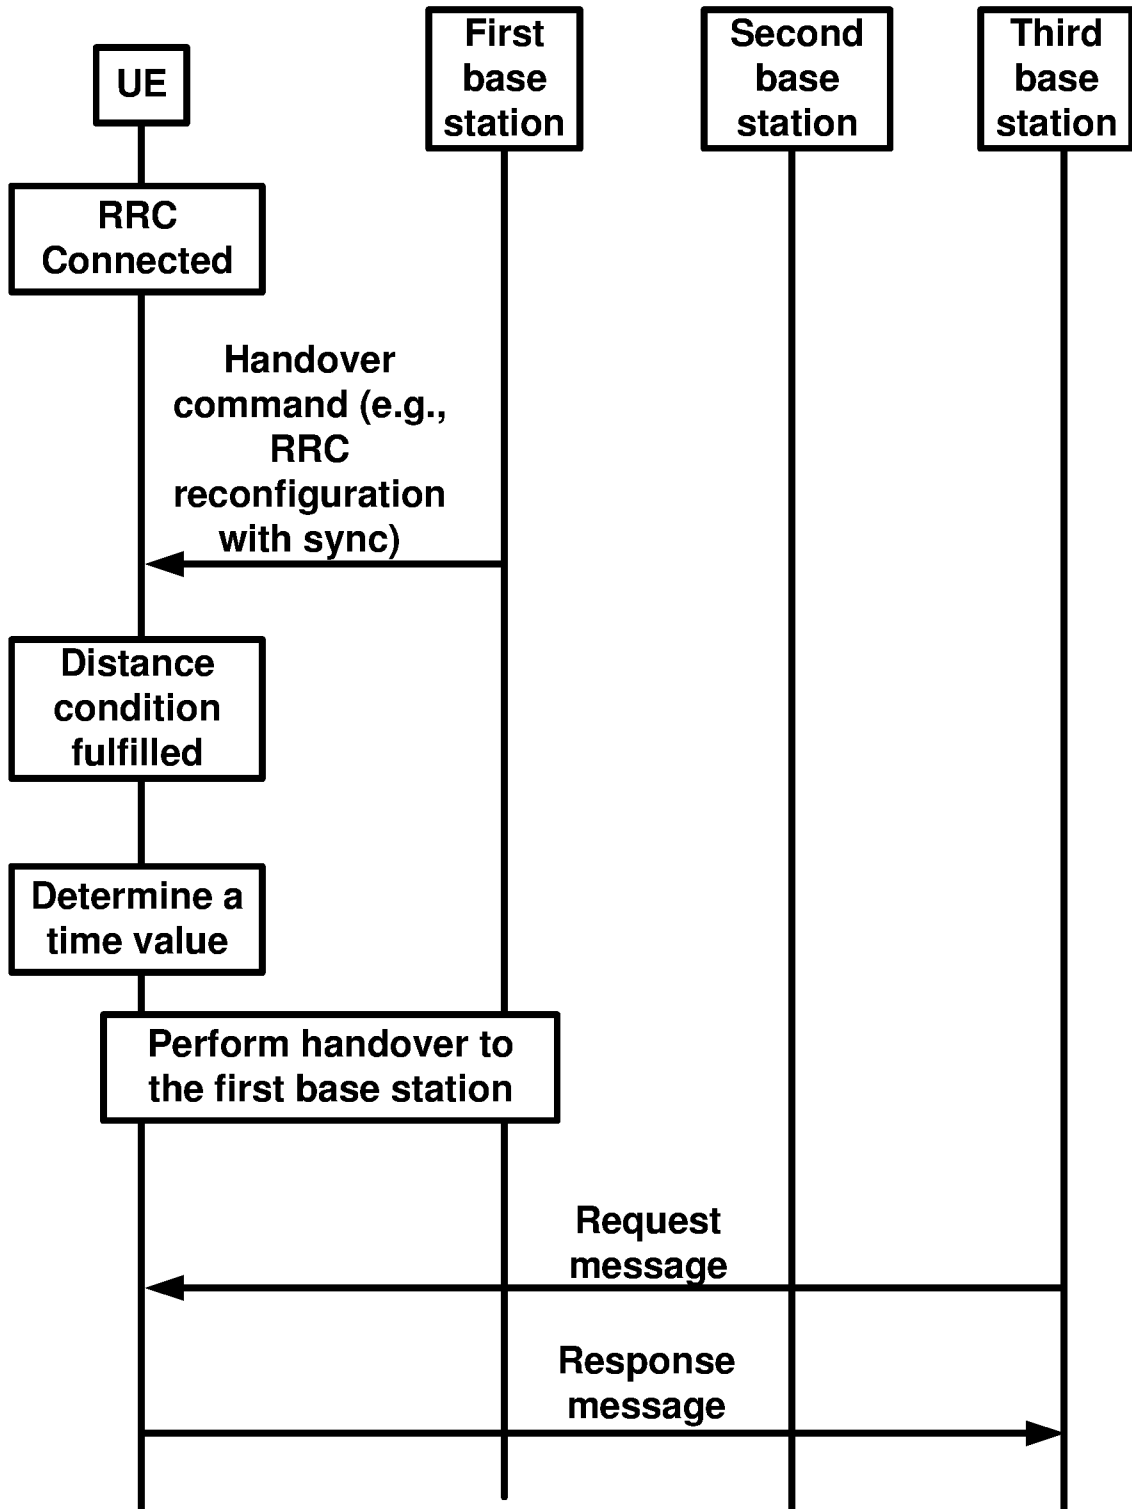 UE
First
base
station
Second
base
station
Third
base
station
RRC
Connected
Handover
command (e.g.,
RRC
reconfiguration
with sync)
Distance
condition
fulfilled
Determine a
time value
Perform handover to
the first base station
Request
message
Response
message